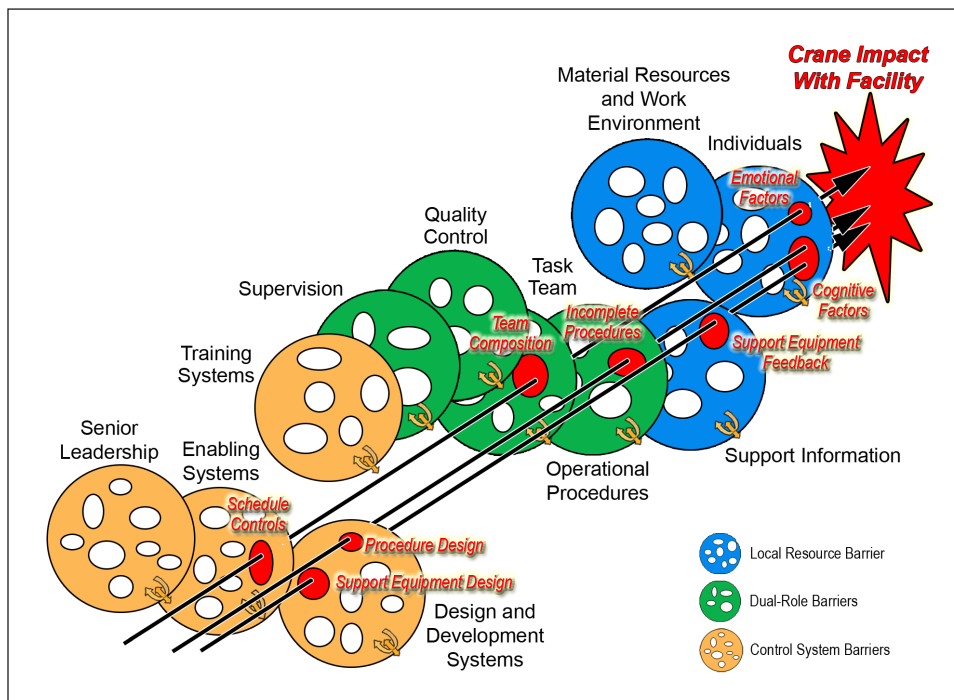 Crane Impact
With Facility
Material Resources
and Work
Environment
Individuals
Emotional
Factors
Quality
Control
Task
Team
Supervision
Cognitive
Factors
Team
Composition
Incomplete
Procedures
Support Equipment
Feedback
Training
Systems
Senior
Leadership
Enabling
Systems
Operational
Procedures
Support Information
Schedule
Controls
Procedure Design
Support Equipment Design
Design and
Development
Systems
Local Resource Barrier
Dual-Role Barriers
Control System Barriers